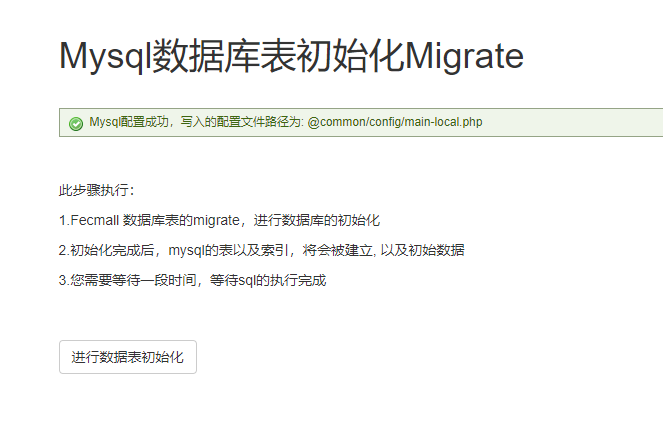 Mysql数据库表初始化Migrate
Mysql配置成功，写入的配置文件路径为: @common/config/main-local.php
此步骤执行：
1.Fecmall 数据库表的migrate，进行数据库的初始化
2.初始化完成后，mysql的表以及索引，将会被建立, 以及初始数据
3.您需要等待一段时间，等待sql的执行完成
进行数据表初始化